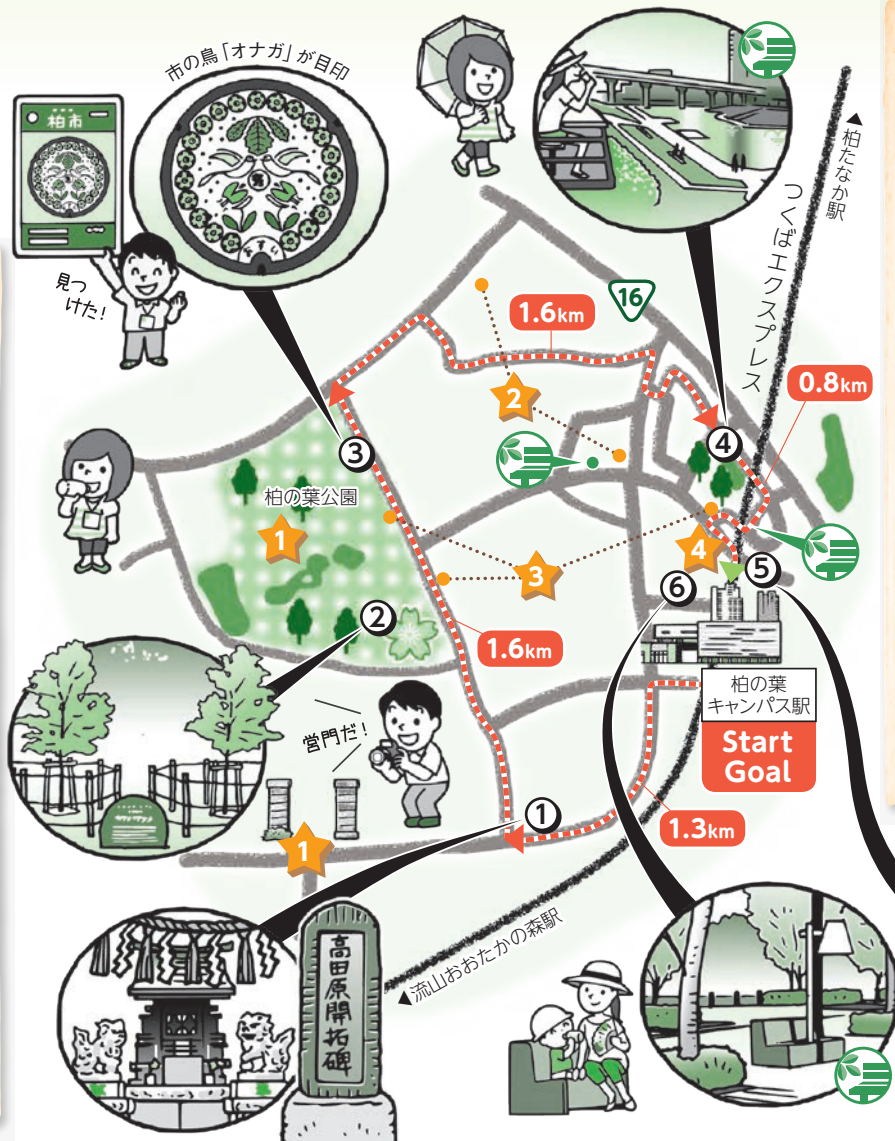 市の鳥「オナガ」が目印
柏市
見つ
けた!
▲柏たなか駅
つくばエクスプレス
16
1.6km
2
0.8km
4
3
柏の葉公園
1
3
4
5
6
2
1.6km
柏の葉
キャンパス駅
Start
Goal
営門だ!
1
1.3km
1
▲流山おおたかの森駅
高田原開拓碑